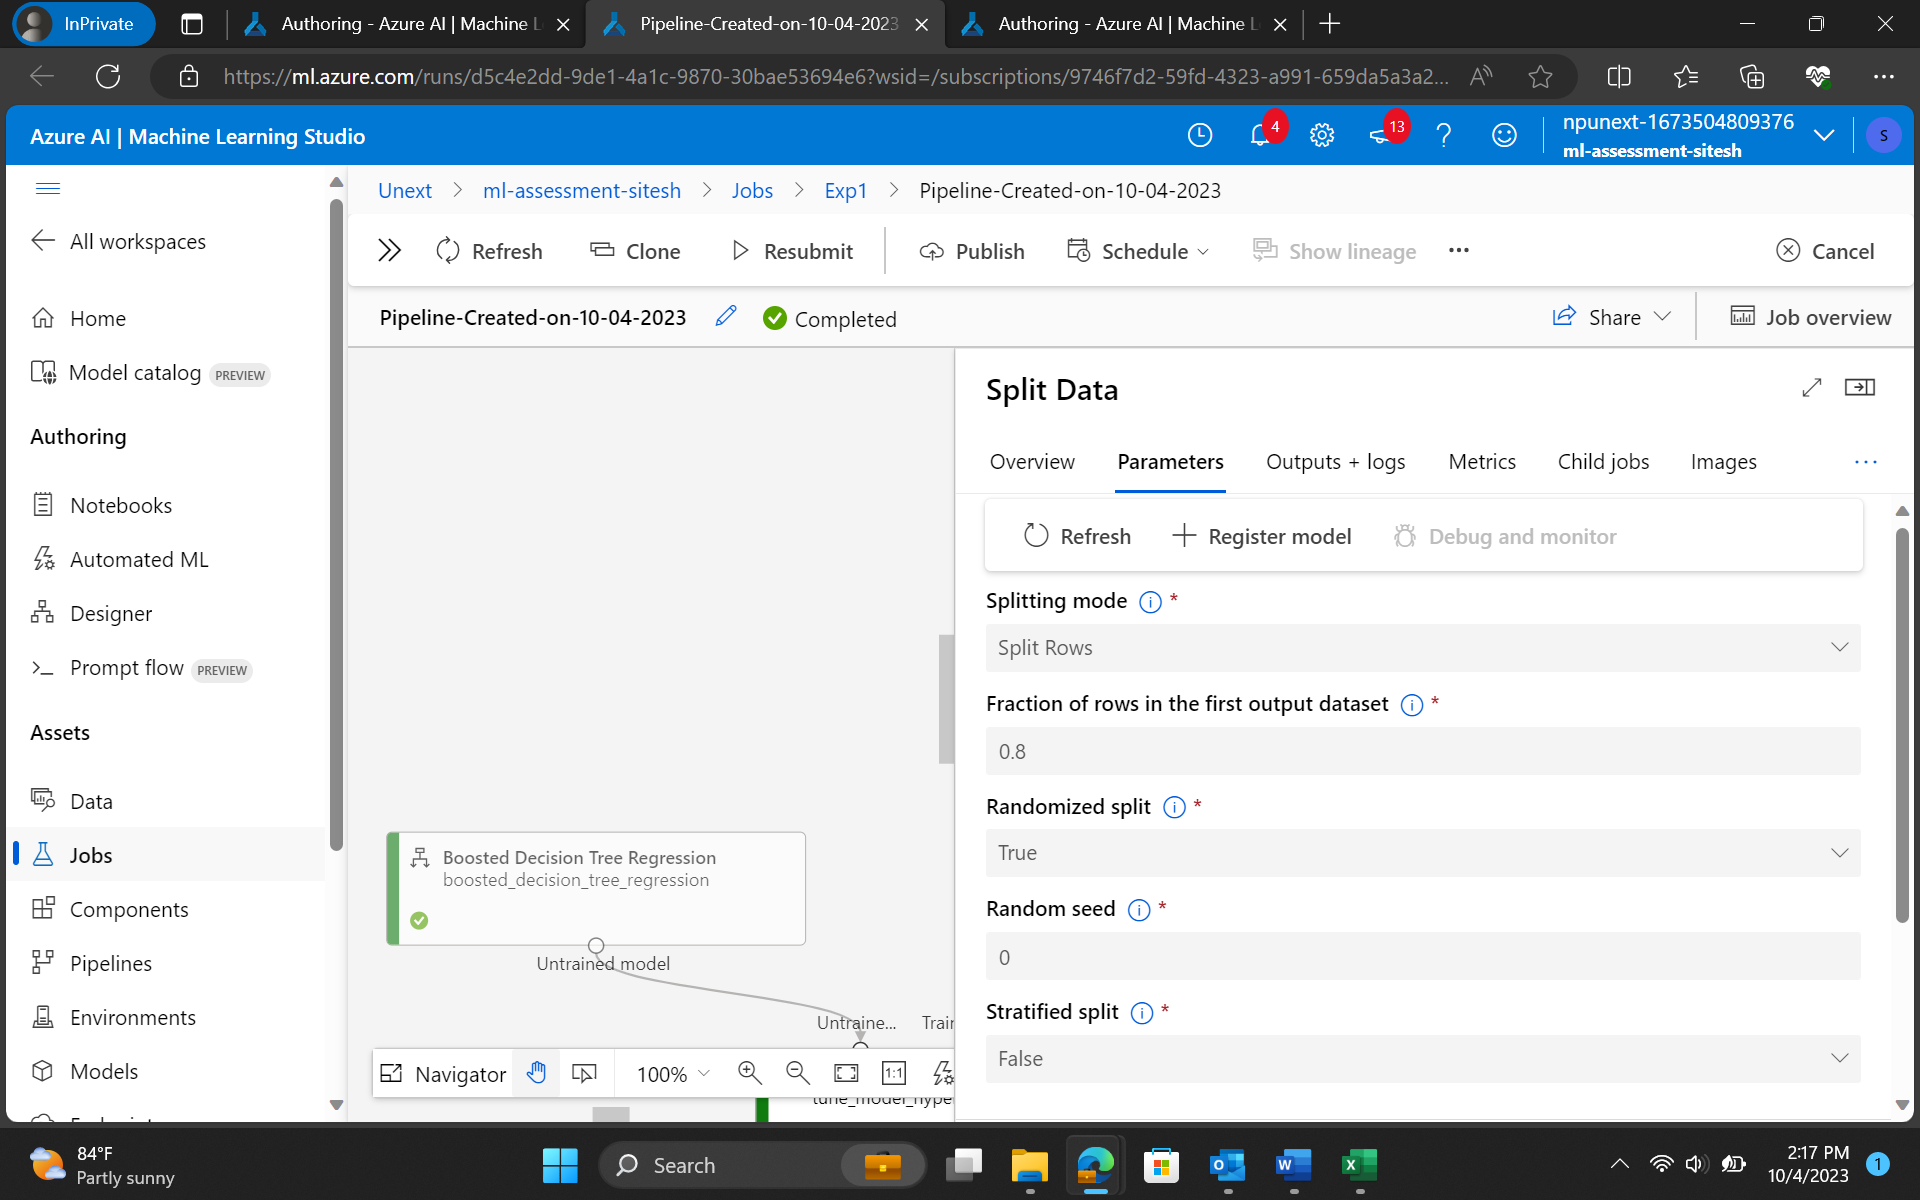 InPrivate
Authoring - Azure AI | Machine L
Pipeline-Created-on-10-04-2023
Authoring - Azure AI | Machine L
https://ml.azure.com/runs/d5c4e2dd-9de1-4a1c-9870-30bae53694e6?wsid=/subscriptions/9746f7d2-59fd-4323-a991-659da5a3a2...
Azure AI | Machine Learning Studio
4
13
npunext-1673504809376
ml-assessment-sitesh
S
Unext > ml-assessment-sitesh > Jobs > Exp1 > Pipeline-Created-on-10-04-2023
All workspaces
Home
Model catalog PREVIEW
Authoring
Notebooks
Automated ML
Designer
Prompt flow PREVIEW
Assets
Data
Jobs
Components
Pipelines
Environments
Models
Refresh Clone Resubmit Publish Schedule Show lineage ... Cancel
Pipeline-Created-on-10-04-2023 Completed Share Job overview
Boosted Decision Tree Regression
boosted_decision_tree_regression
Untrained model
Untraine... Train
Navigator 100% 1:1
tune_model_hyper
Split Data
Overview Parameters Outputs + logs Metrics Child jobs Images ...
Refresh Register model Debug and monitor
Splitting mode *
Split Rows
Fraction of rows in the first output dataset *
0.8
Randomized split *
True
Random seed *
0
Stratified split *
False
84°F
Partly sunny
Search
2:17 PM
10/4/2023
1